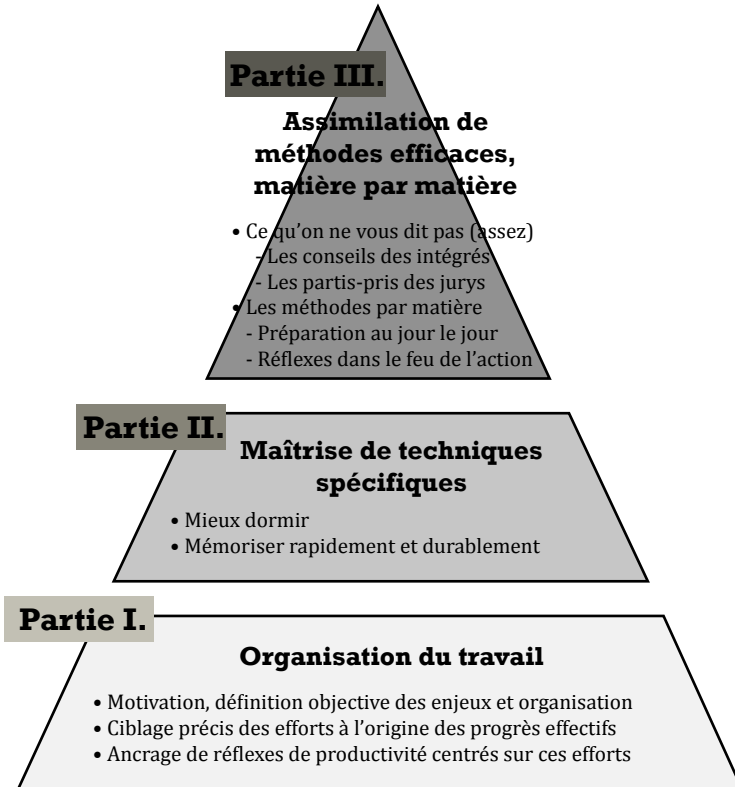 Partie III.
Assimilation de
méthodes efficaces,
matière par matière
• Ce qu’on ne vous dit pas (assez)
- Les conseils des intégrés
- Les partis-pris des jurys
• Les méthodes par matière
- Préparation au jour le jour
- Réflexes dans le feu de l’action
Partie II.
Maîtrise de techniques
spécifiques
• Mieux dormir
• Mémoriser rapidement et durablement
Partie I.
Organisation du travail
• Motivation, définition objective des enjeux et organisation
• Ciblage précis des efforts à l’origine des progrès effectifs
• Ancrage de réflexes de productivité centrés sur ces efforts